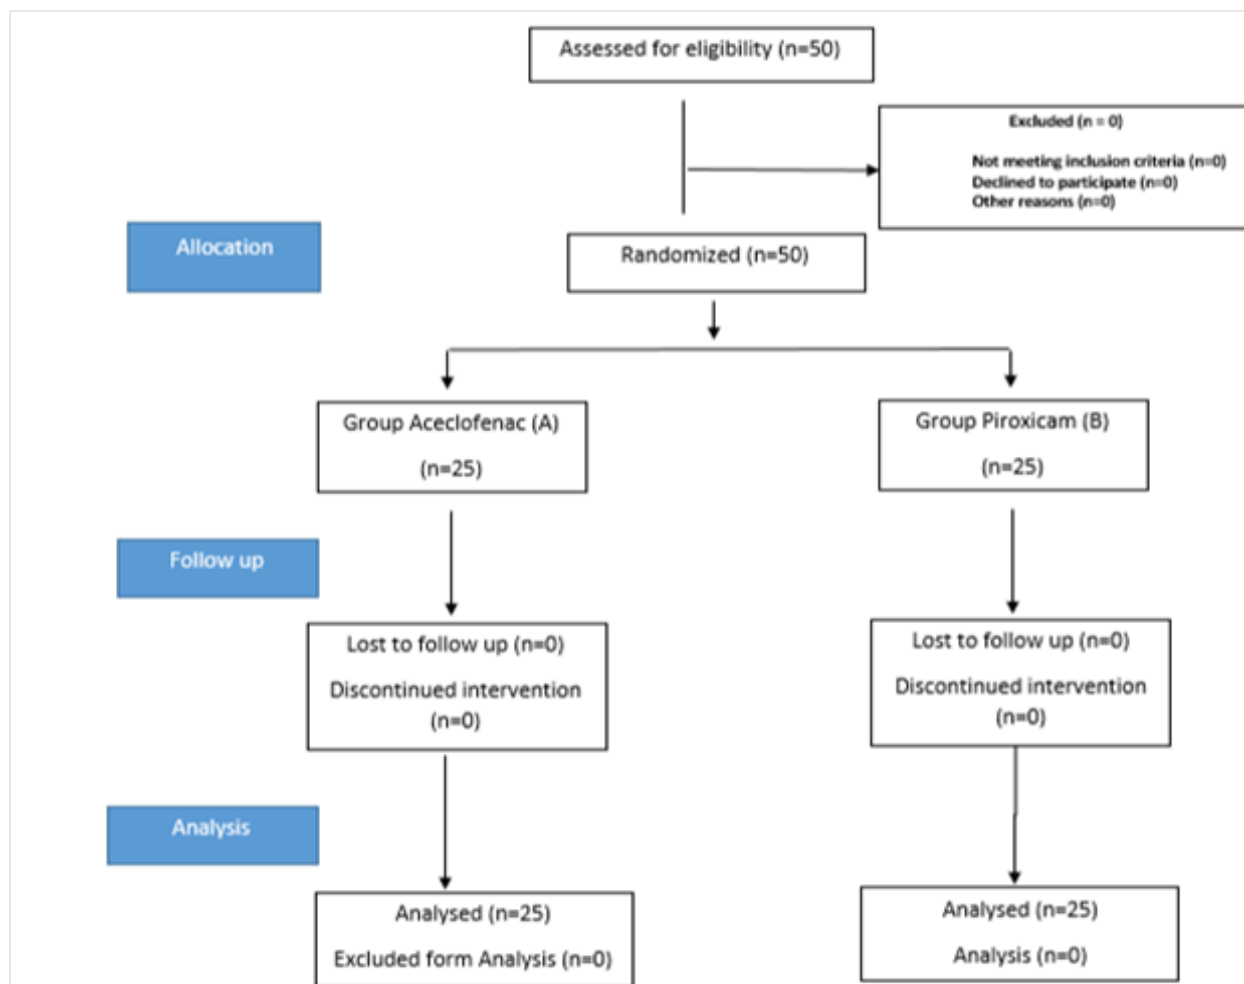 Assessed for eligibility (n=50)
Excluded (n = 0)
Not meeting inclusion criteria (n=0)
Declined to participate (n=0)
Other reasons (n=0)
Allocation
Randomized (n=50)
Group Aceclofenac (A)
(n=25)
Group Piroxicam (B)
(n=25)
Follow up
Lost to follow up (n=0)
Discontinued intervention
(n=0)
Lost to follow up (n=0)
Discontinued intervention
(n=0)
Analysis
Analysed (n=25)
Excluded form Analysis (n=0)
Analysed (n=25)
Analysis (n=0)